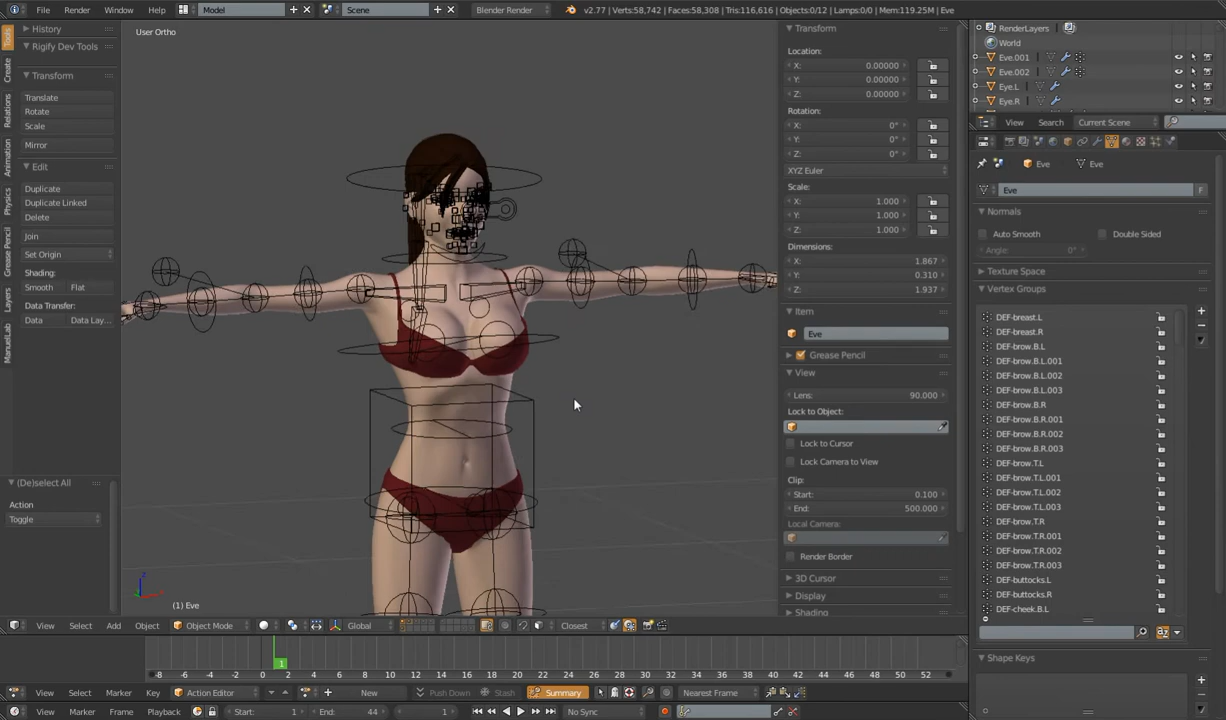 File Render Window Help Model Scene Blender Render v2.77 | Verts:58,742 | Faces:58,308 | Tris:116,616 | Objects:0/12 | Lamps:0/0 | Mem:119.25M | Eve
Tools
Create
Relations
Animation
Physics
Grease Pencil
Layers
ManuelLab
History
Rigify Dev Tools
Transform
Translate
Rotate
Scale
Mirror
Edit
Duplicate
Duplicate Linked
Delete
Join
Set Origin
Shading:
Smooth Flat
Data Transfer:
Data Data Lay...
(De)select All
Action
Toggle
User Ortho
(1) Eve
Transform
Location:
X: 0.00000
Y: 0.00000
Z: 0.00000
Rotation:
X: 0°
Y: 0°
Z: 0°
XYZ Euler
Scale:
X: 1.000
Y: 1.000
Z: 1.000
Dimensions:
X: 1.867
Y: 0.310
Z: 1.937
Item
Eve
Grease Pencil
View
Lens: 90.000
Lock to Object:
Lock to Cursor
Lock Camera to View
Clip:
Start: 0.100
End: 500.000
Local Camera:
Render Border
3D Cursor
Display
Shading
RenderLayers
World
Eve.001
Eve.002
Eye.L
Eye.R
View Search Current Scene
Eve Eve
Eve F
Normals
Auto Smooth Double Sided
Angle: 0°
Texture Space
Vertex Groups
DEF-breast.L
DEF-breast.R
DEF-brow.B.L
DEF-brow.B.L.001
DEF-brow.B.L.002
DEF-brow.B.L.003
DEF-brow.B.R
DEF-brow.B.R.001
DEF-brow.B.R.002
DEF-brow.B.R.003
DEF-brow.T.L
DEF-brow.T.L.001
DEF-brow.T.L.002
DEF-brow.T.L.003
DEF-brow.T.R
DEF-brow.T.R.001
DEF-brow.T.R.002
DEF-brow.T.R.003
DEF-buttocks.L
DEF-buttocks.R
DEF-cheek.B.L
Shape Keys
View Select Add Object Object Mode Global Closest
-8 -6 -4 -2 0 2 4 6 8 10 12 14 16 18 20 22 24 26 28 30 32 34 36 38 40 42 44 46 48 50 52
1
View Select Marker Key Action Editor New Push Down Stash Summary Nearest Frame
View Marker Frame Playback Start: 1 End: 44 1 No Sync